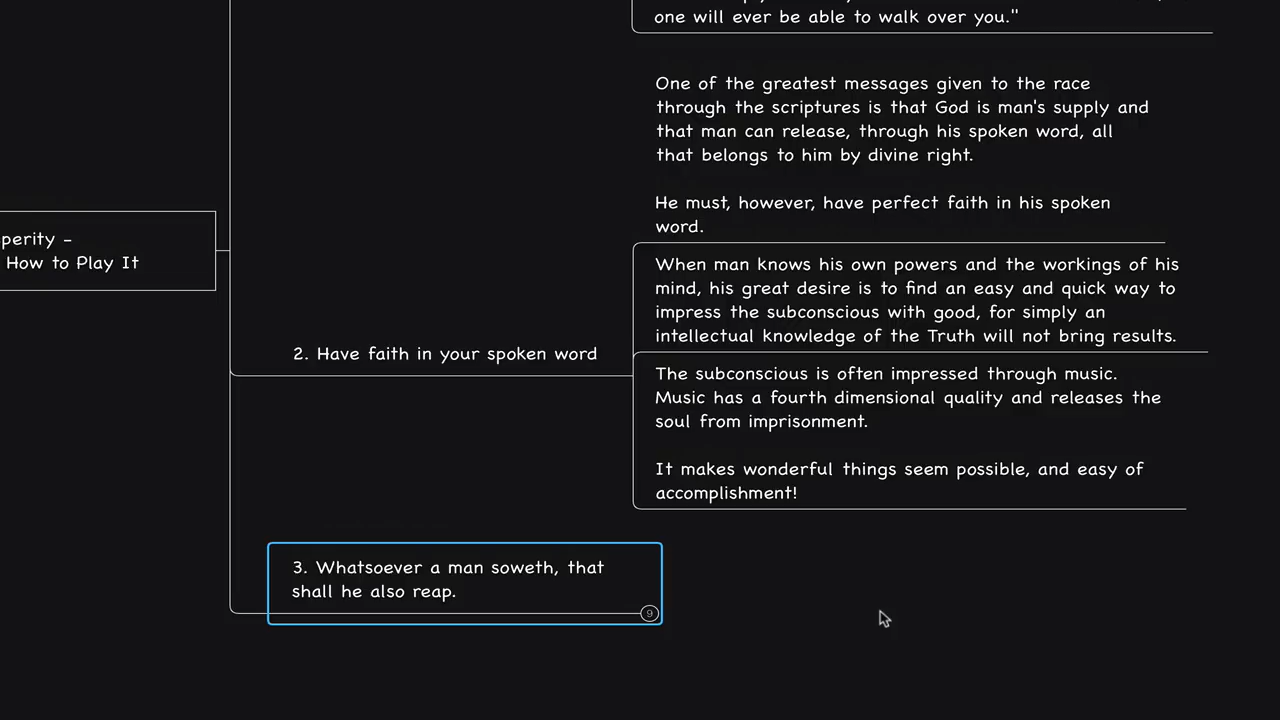 one will ever be able to walk over you."
One of the greatest messages given to the race
through the scriptures is that God is man's supply and
that man can release, through his spoken word, all
that belongs to him by divine right.
He must, however, have perfect faith in his spoken
word.
perity –
How to Play It
When man knows his own powers and the workings of his
mind, his great desire is to find an easy and quick way to
impress the subconscious with good, for simply an
intellectual knowledge of the Truth will not bring results.
2. Have faith in your spoken word
The subconscious is often impressed through music.
Music has a fourth dimensional quality and releases the
soul from imprisonment.
It makes wonderful things seem possible, and easy of
accomplishment!
3. Whatsoever a man soweth, that
shall he also reap.
9